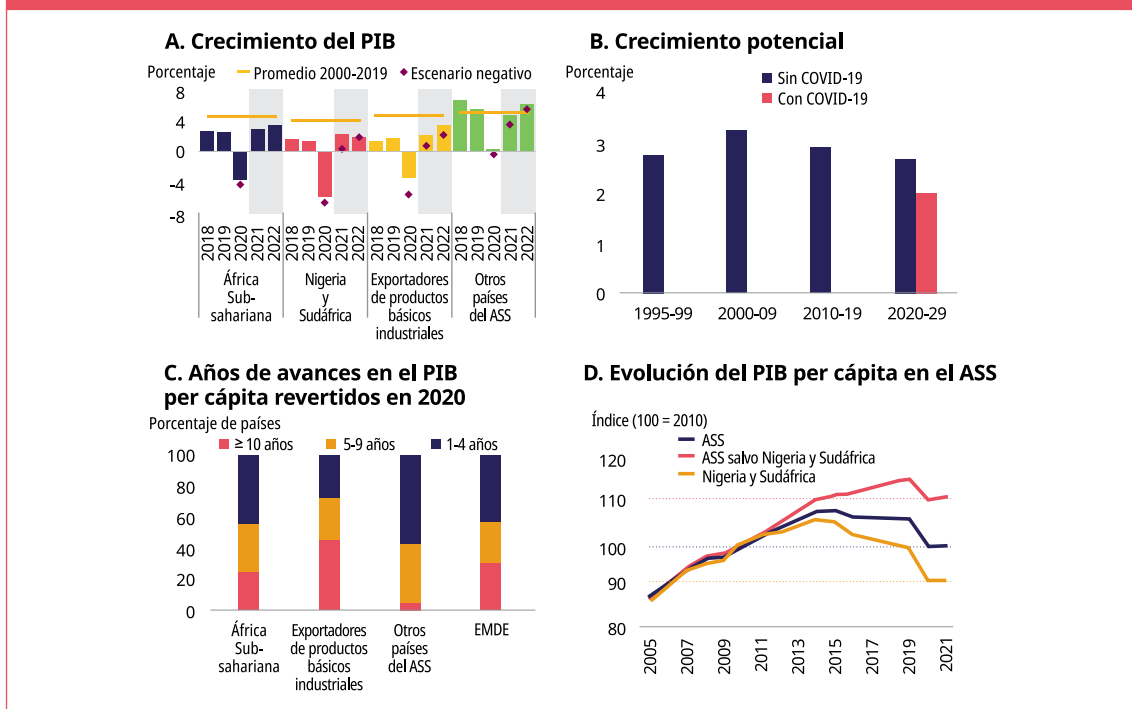 A. Crecimiento del PIB
Porcentaje
Promedio 2000-2019
Escenario negativo
8
4
0
-4
-8
2018
2019
2020
2021
2022
2018
2019
2020
2021
2022
2018
2019
2020
2021
2022
2018
2019
2020
2021
2022
África
Sub-
sahariana
Nigeria
y
Sudáfrica
Exportadores
de productos
básicos
industriales
Otros
países
del ASS
B. Crecimiento potencial
Porcentaje
Sin COVID-19
Con COVID-19
4
3
2
1
0
1995-99
2000-09
2010-19
2020-29
C. Años de avances en el PIB
per cápita revertidos en 2020
Porcentaje de países
≥ 10 años
5-9 años
1-4 años
100
80
60
40
20
0
África
Sub-
sahariana
Exportadores
de productos
básicos
industriales
Otros
países
del ASS
EMDE
D. Evolución del PIB per cápita en el ASS
Índice (100 = 2010)
ASS
ASS salvo Nigeria y Sudáfrica
Nigeria y Sudáfrica
120
110
100
90
80
2005
2007
2009
2011
2013
2015
2017
2019
2021